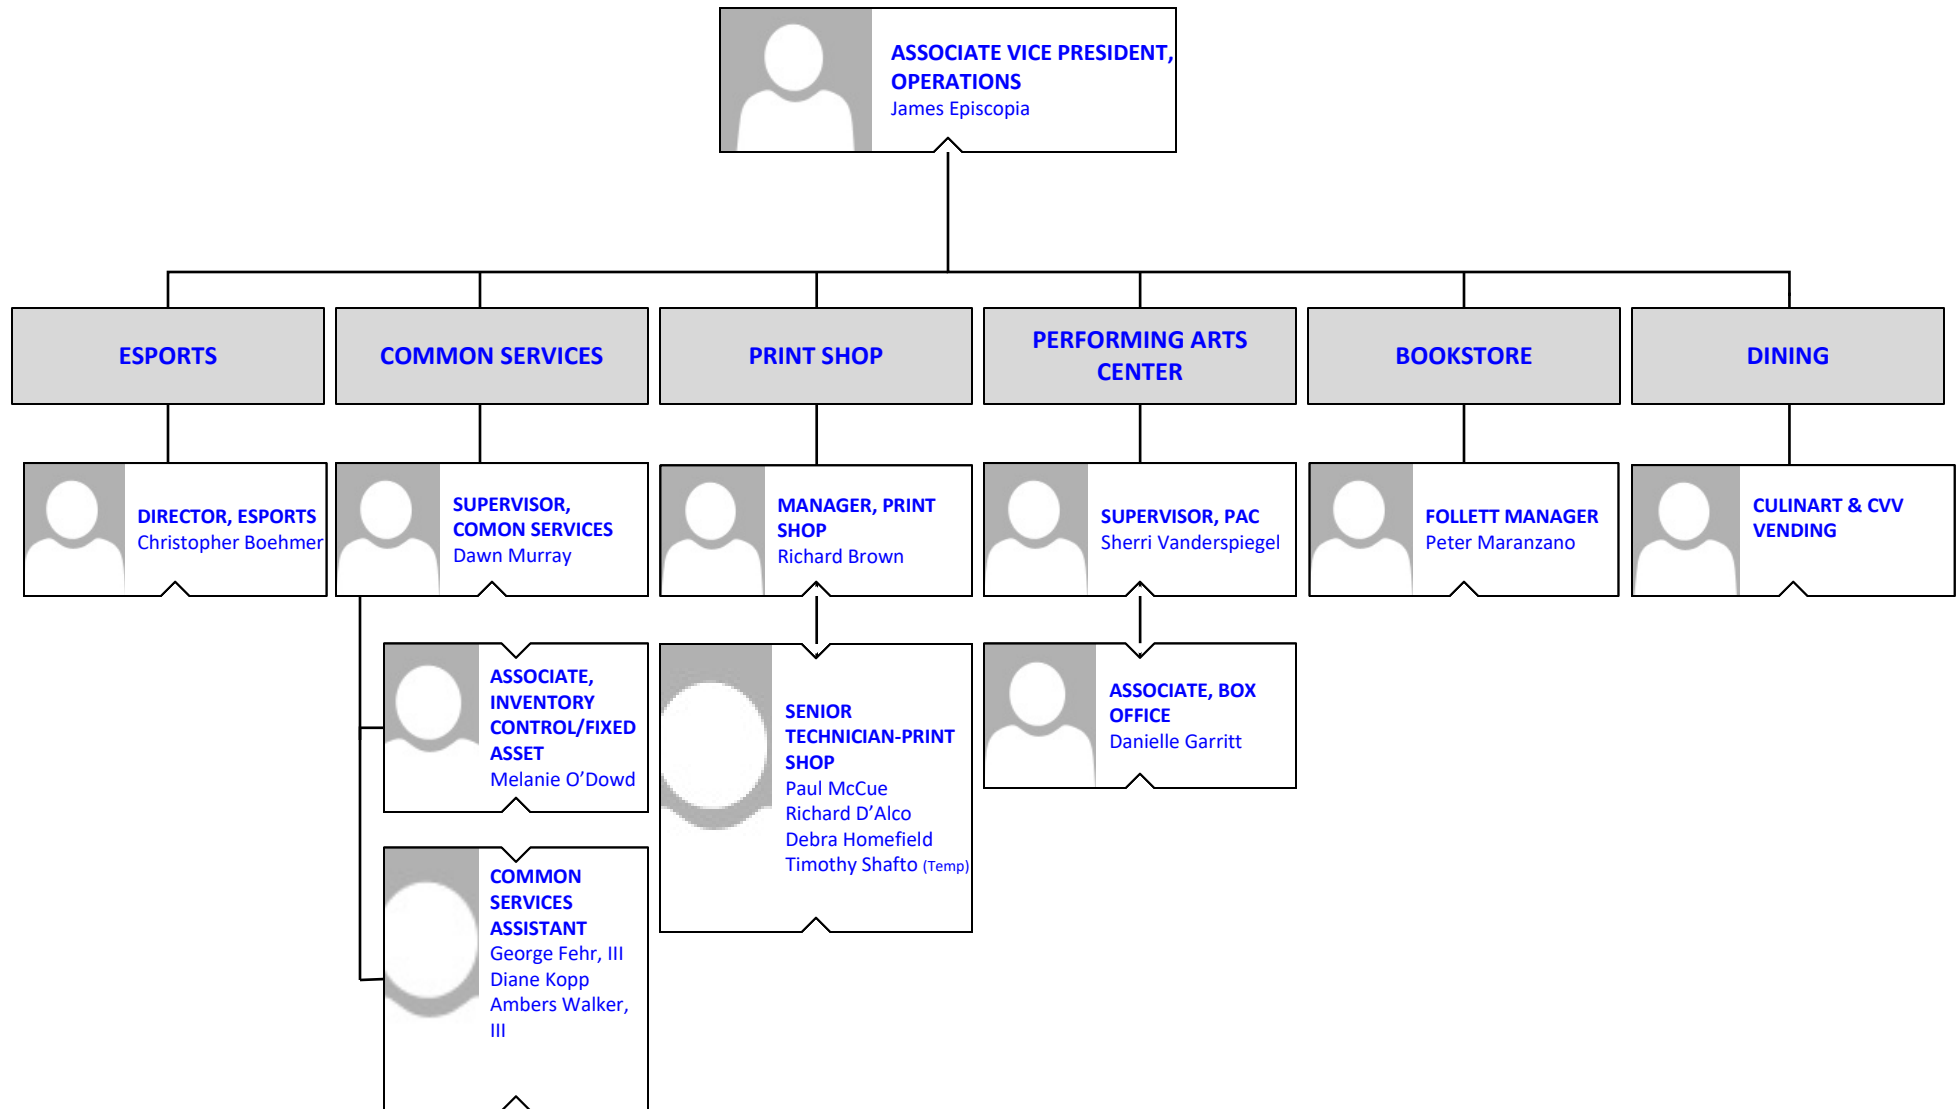 ASSOCIATE VICE PRESIDENT,
OPERATIONS
James Episcopia
ESPORTS
COMMON SERVICES
PRINT SHOP
PERFORMING ARTS
CENTER
BOOKSTORE
DINING
DIRECTOR, ESPORTS
Christopher Boehmer
SUPERVISOR,
COMON SERVICES
Dawn Murray
MANAGER, PRINT
SHOP
Richard Brown
SUPERVISOR, PAC
Sherri Vanderspiegel
FOLLETT MANAGER
Peter Maranzano
CULINART & CVV
VENDING
ASSOCIATE,
INVENTORY
CONTROL/FIXED
ASSET
Melanie O’Dowd
SENIOR
TECHNICIAN-PRINT
SHOP
Paul McCue
Richard D’Alco
Debra Homefield
Timothy Shafto (Temp)
ASSOCIATE, BOX
OFFICE
Danielle Garritt
COMMON
SERVICES
ASSISTANT
George Fehr, III
Diane Kopp
Ambers Walker,
III